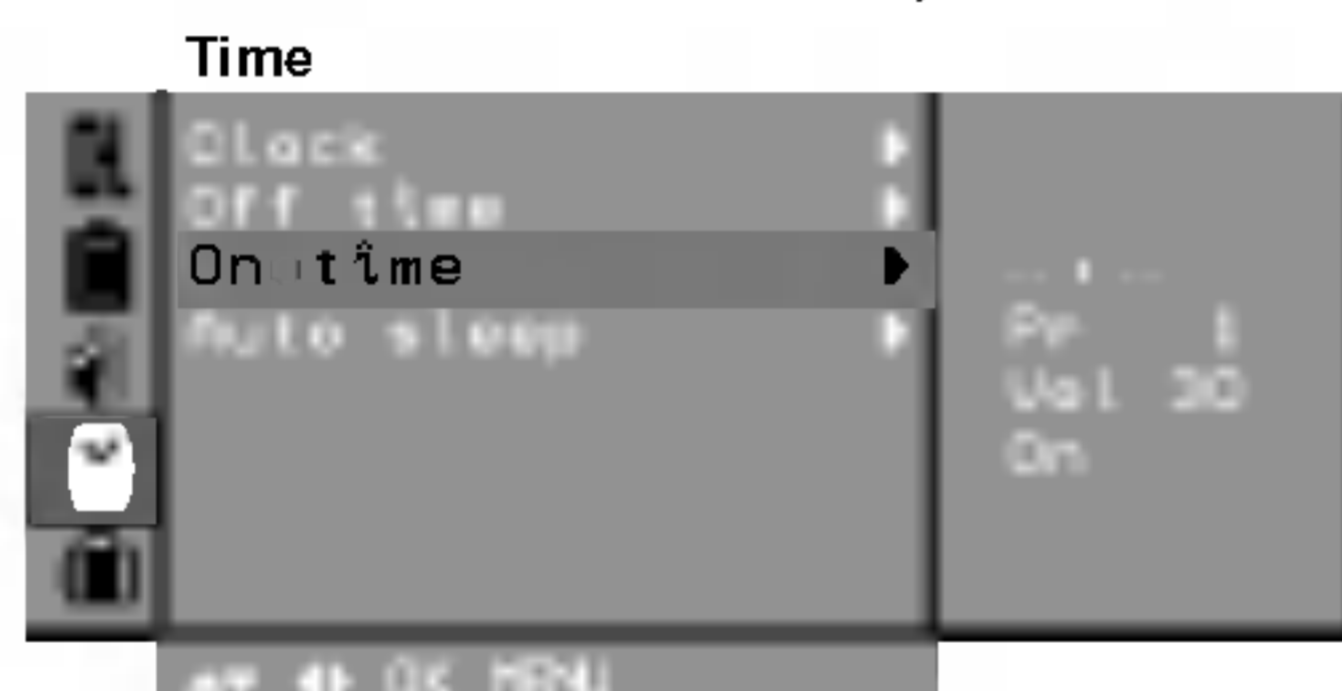 Time
Clock
Off time
On time
Auto sleep
-- : --
Pr 1
Vol 30
On
OK MENU